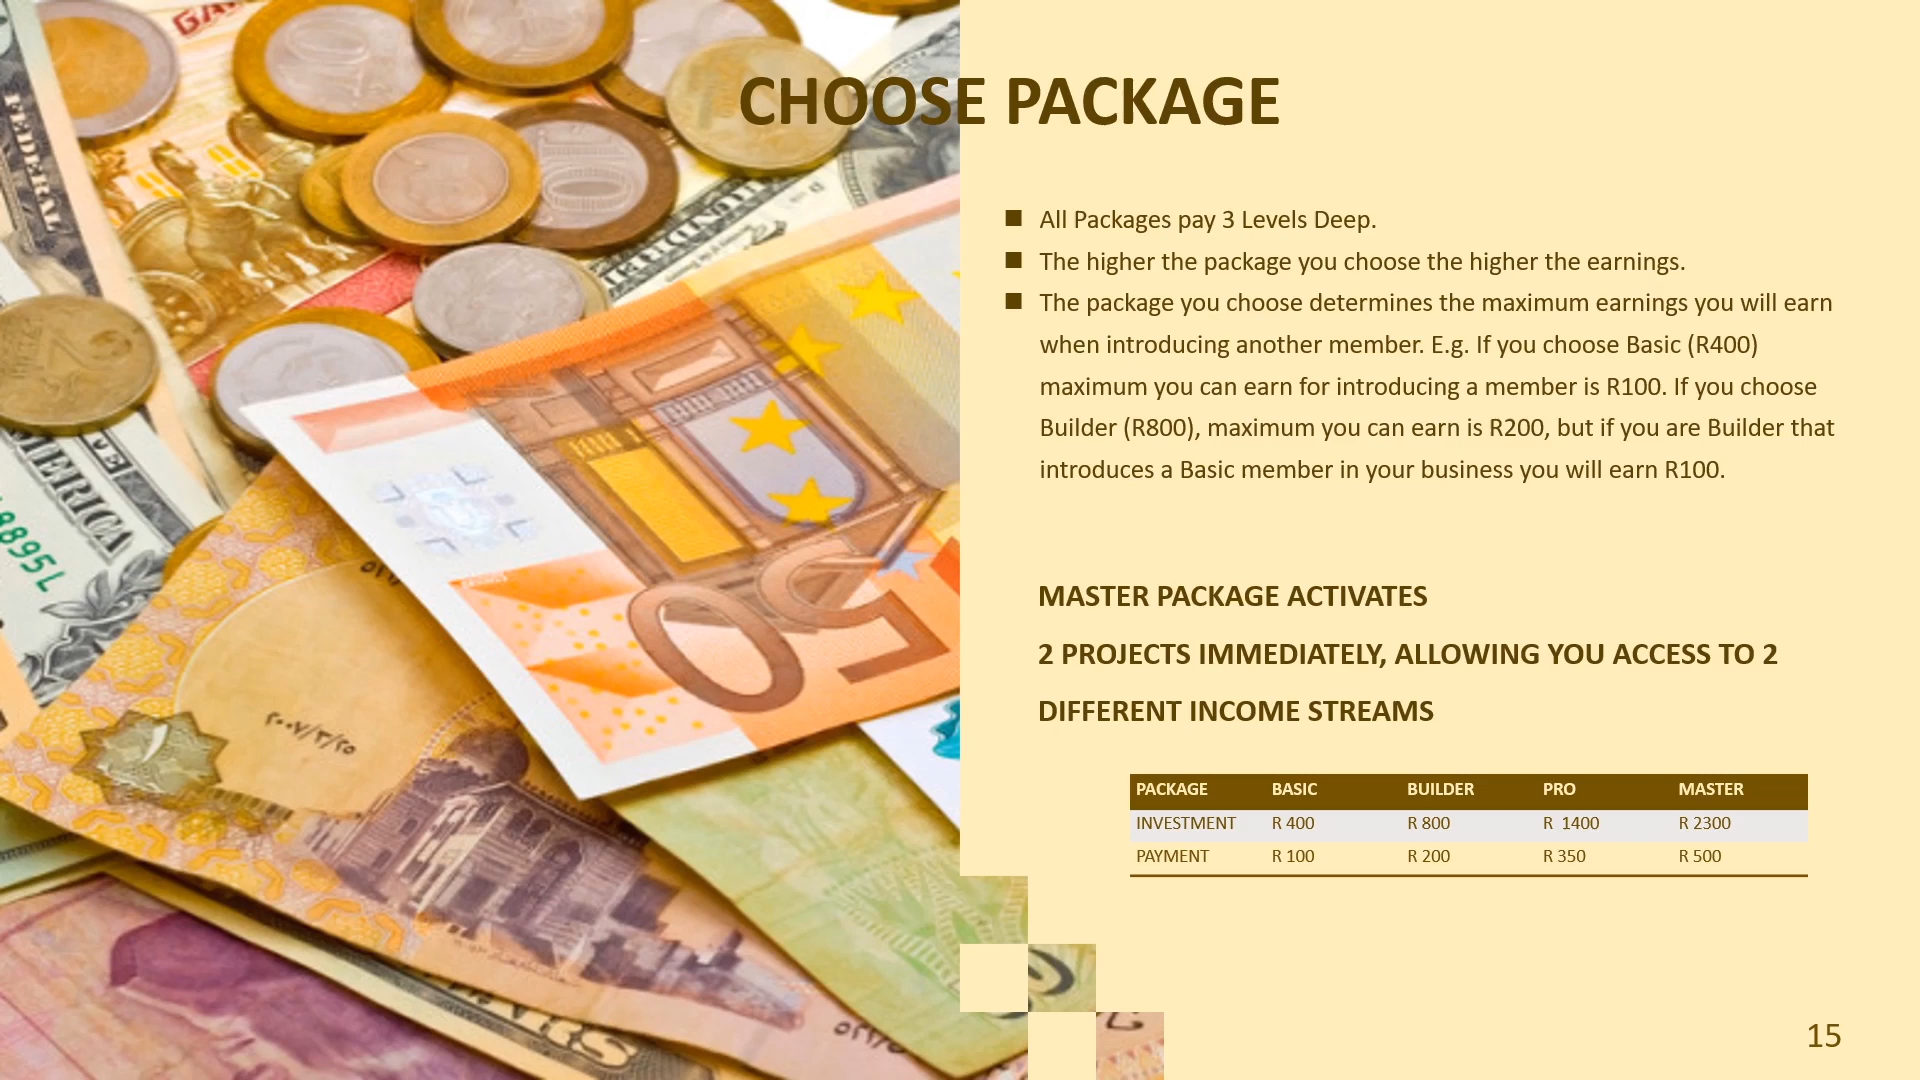 CHOOSE PACKAGE
All Packages pay 3 Levels Deep.
The higher the package you choose the higher the earnings.
The package you choose determines the maximum earnings you will earn
when introducing another member. E.g. If you choose Basic (R400)
maximum you can earn for introducing a member is R100. If you choose
Builder (R800), maximum you can earn is R200, but if you are Builder that
introduces a Basic member in your business you will earn R100.
MASTER PACKAGE ACTIVATES
2 PROJECTS IMMEDIATELY, ALLOWING YOU ACCESS TO 2
DIFFERENT INCOME STREAMS
PACKAGE BASIC BUILDER PRO MASTER
INVESTMENT R 400 R 800 R  1400 R 2300
PAYMENT R 100 R 200 R 350 R 500
15
FEDERAL
50